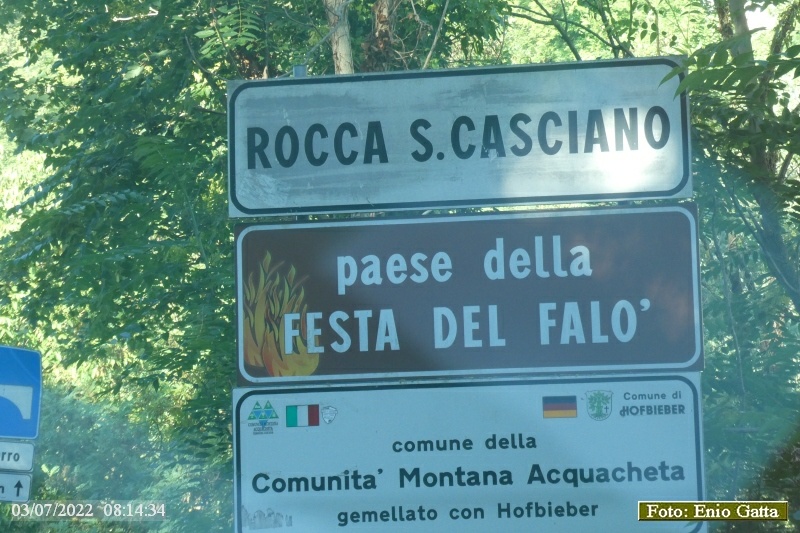 ROCCA S.CASCIANO
paese della
FESTA DEL FALO'
Comune di
HOFBIEBER
comune della
Comunita' Montana Acquacheta
gemellato con Hofbieber
rro
03/07/2022 08:14:34
Foto: Enio Gatta